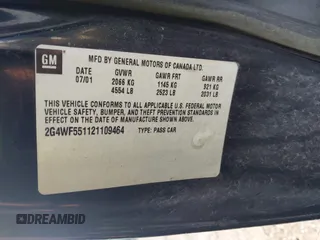 GM
MFD BY GENERAL MOTORS OF CANADA LTD.
DATE GVWR GAWR FRT GAWR RR
07/01 2066 KG 1145 KG 921 KG
4554 LB 2523 LB 2031 LB
THIS VEHICLE CONFORMS TO ALL APPLICABLE U.S. FEDERAL MOTOR
VEHICLE SAFETY, BUMPER, AND THEFT PREVENTION STANDARDS
IN EFFECT ON THE DATE OF MANUFACTURE SHOWN ABOVE.
2G4WF551121109464 TYPE: PASS CAR
DREAMBID